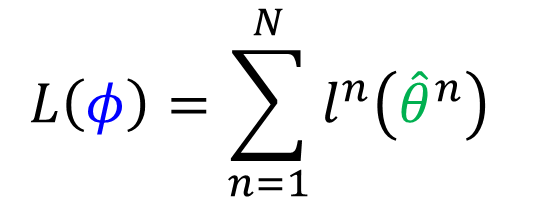 L(ϕ) = ∑_{n=1}^{N} l^n(θ̂^n)